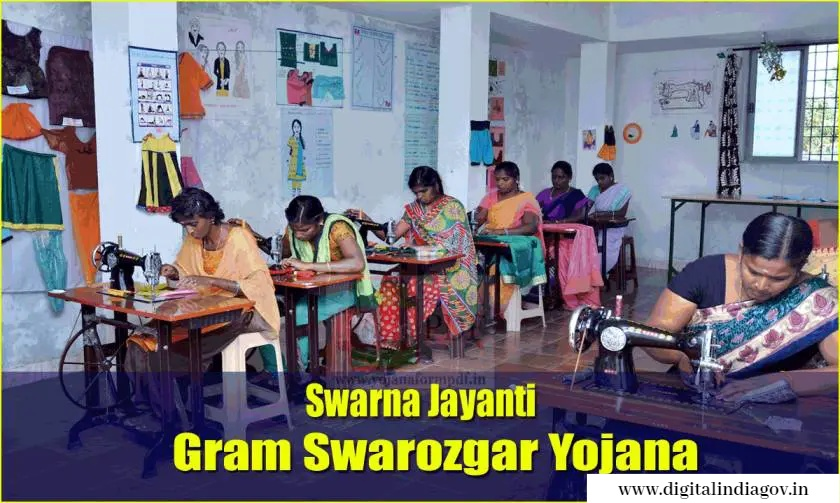 www.yojanaformpdf.in
Swarna Jayanti
Gram Swarozgar Yojana
www.digitalindiagov.in